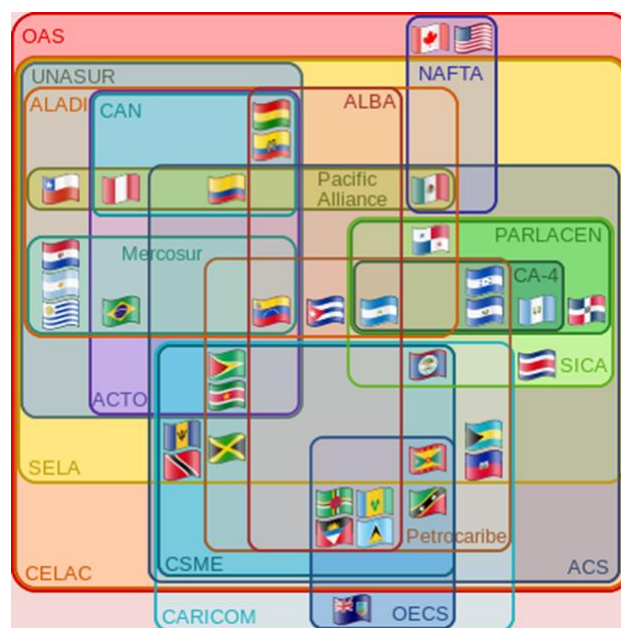 OAS
UNASUR
NAFTA
ALADI
CAN
ALBA
Pacific
Alliance
PARLACEN
Mercosur
CA-4
SICA
ACTO
SELA
Petrocaribe
CSME
ACS
CELAC
CARICOM
OECS